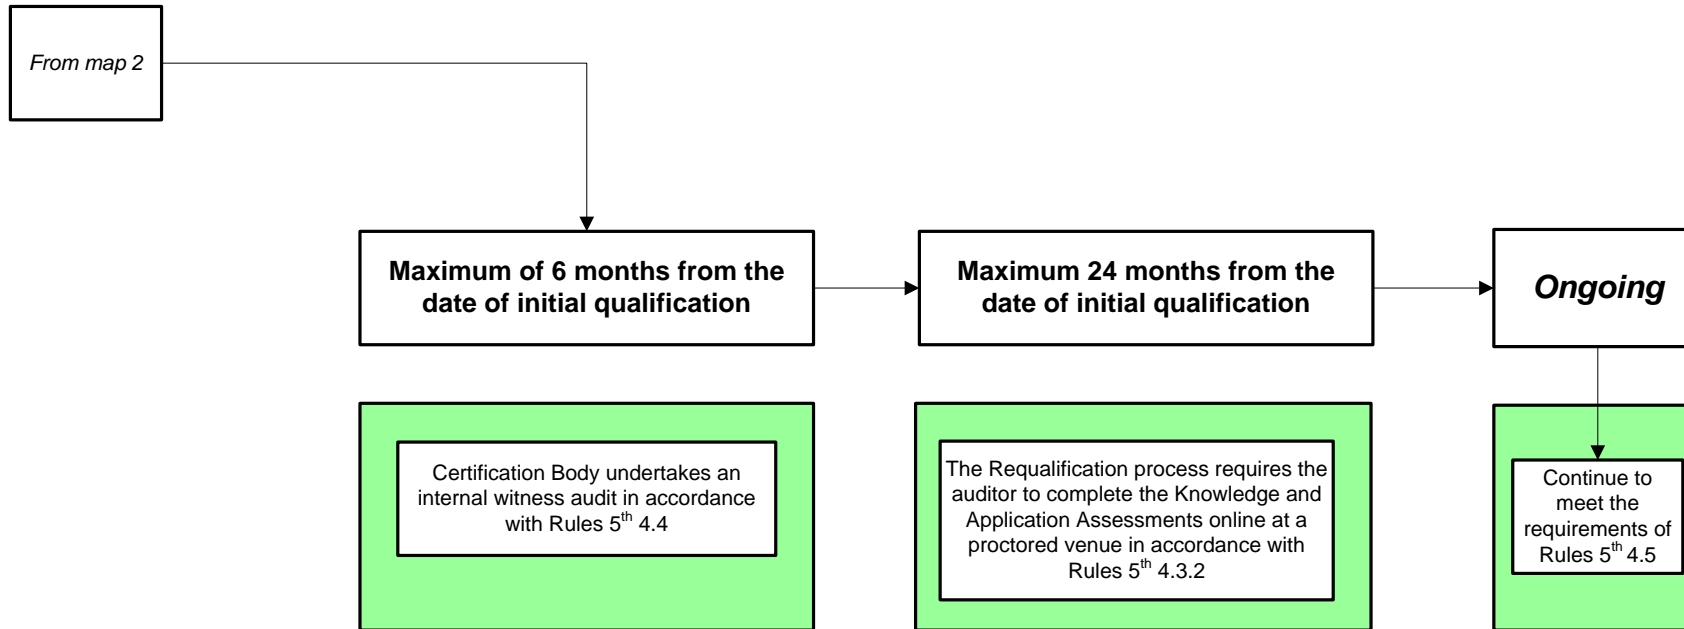 From map 2
Maximum of 6 months from the
date of initial qualification
Maximum 24 months from the
date of initial qualification
Ongoing
Certification Body undertakes an
internal witness audit in accordance
with Rules 5th 4.4
The Requalification process requires the
auditor to complete the Knowledge and
Application Assessments online at a
proctored venue in accordance with
Rules 5th 4.3.2
Continue to
meet the
requirements of
Rules 5th 4.5